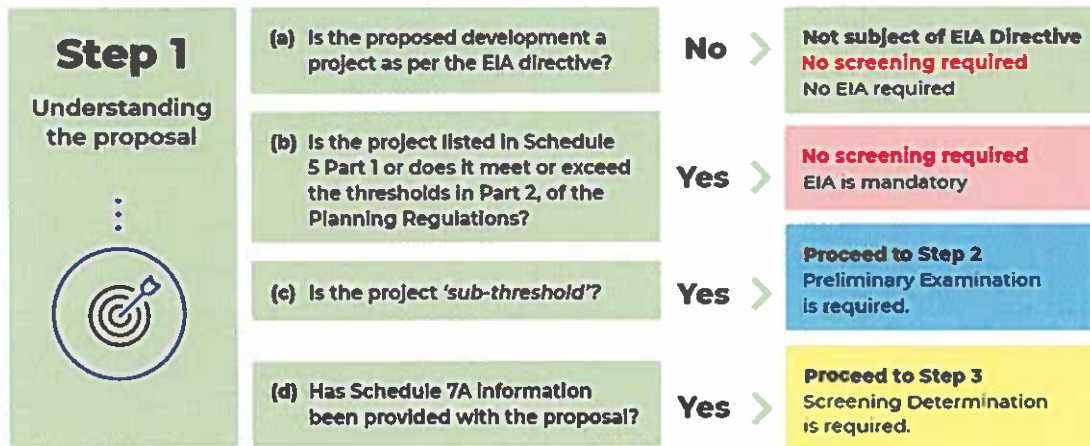 Step 1
Understanding
the proposal
(a) Is the proposed development a
project as per the EIA directive?
No
Not subject of EIA Directive
No screening required
No EIA required
(b) Is the project listed in Schedule
5 Part 1 or does it meet or exceed
the thresholds in Part 2, of the
Planning Regulations?
Yes
No screening required
EIA is mandatory
(c) Is the project 'sub-threshold'?
Yes
Proceed to Step 2
Preliminary Examination
is required.
(d) Has Schedule 7A information
been provided with the proposal?
Yes
Proceed to Step 3
Screening Determination
is required.